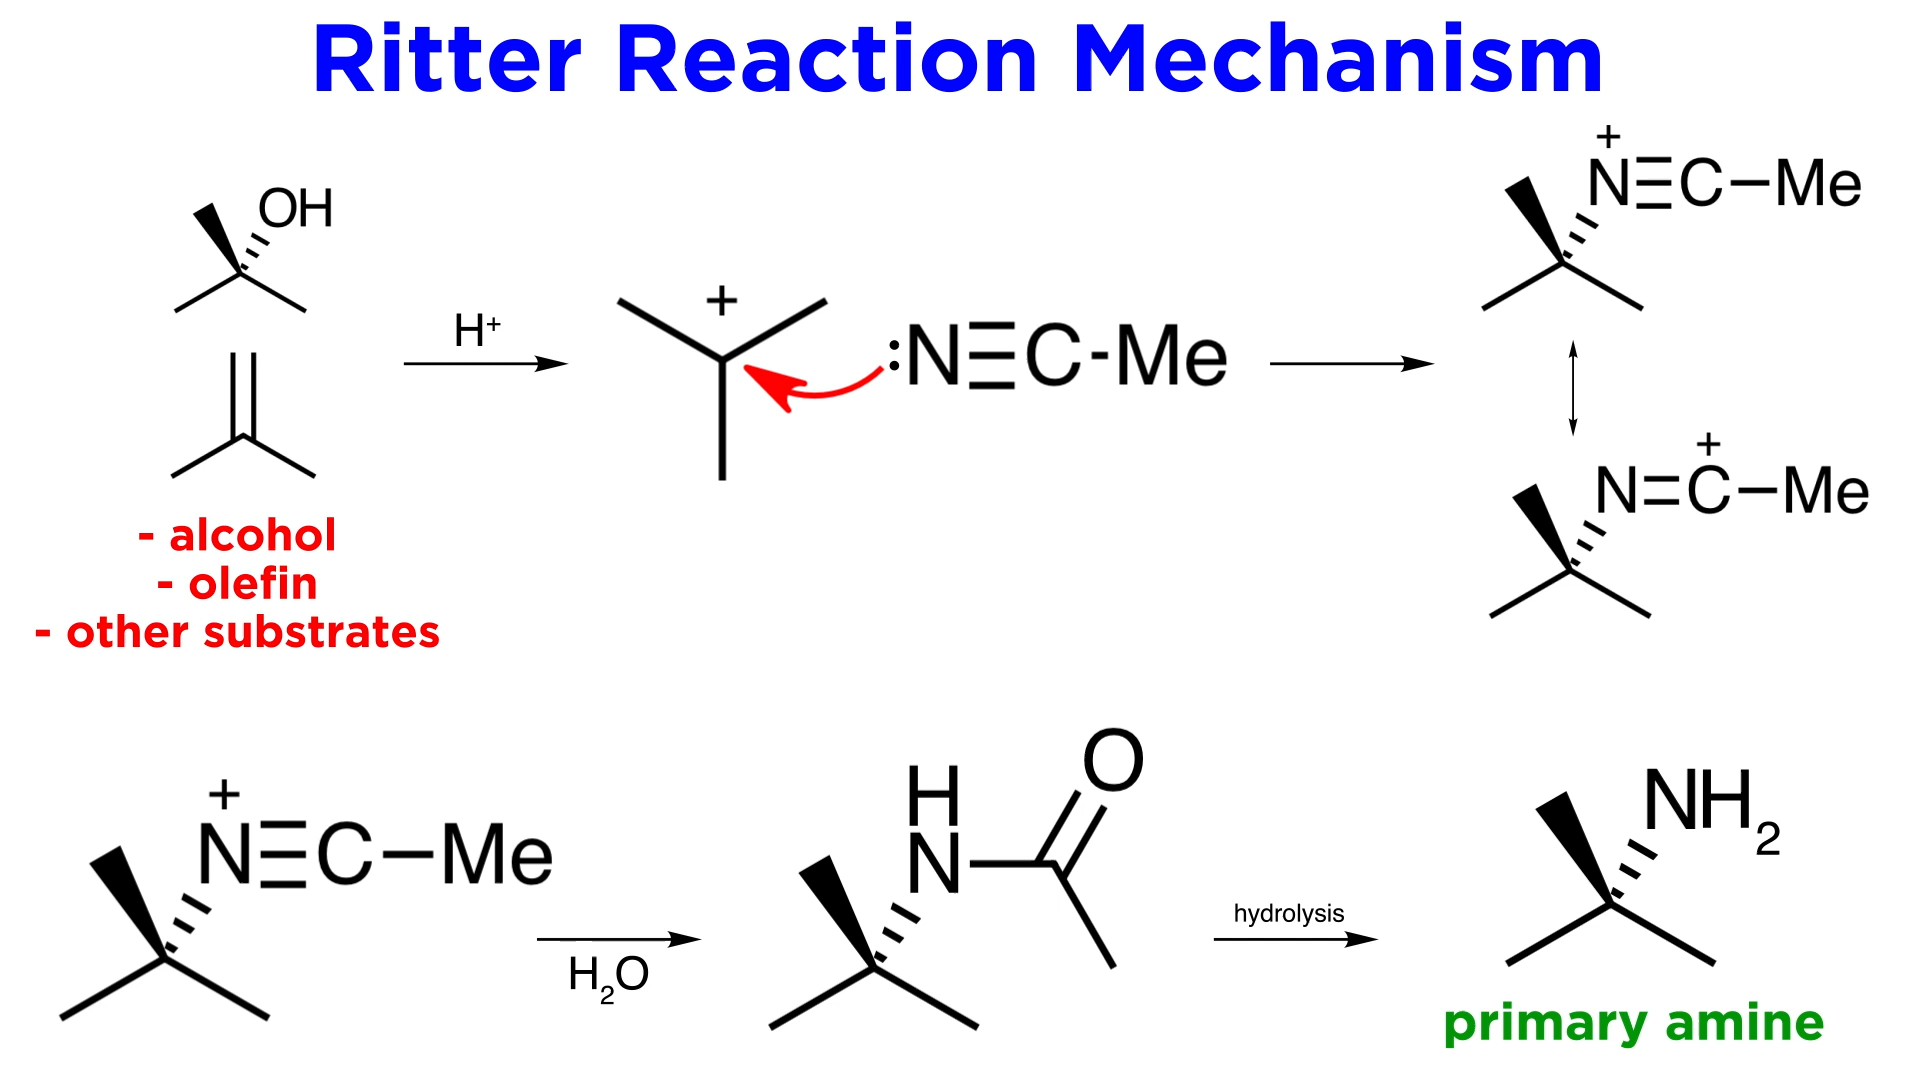 Ritter Reaction Mechanism
OH
H⁺
- alcohol
- olefin
- other substrates
+
:N≡C-Me
+
N≡C–Me
+
N=C–Me
+
N≡C–Me
H₂O
H
N
O
hydrolysis
NH₂
primary amine